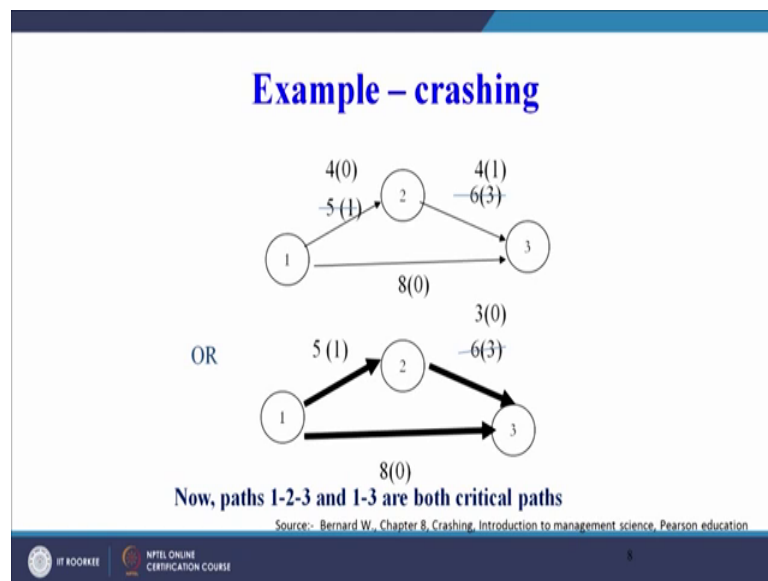 Example – crashing
4(0)
4(1)
5 (1)
2
6(3)
1
3
8(0)
3(0)
OR
5 (1)
2
6(3)
1
3
8(0)
Now, paths 1-2-3 and 1-3 are both critical paths
Source:- Bernard W., Chapter 8, Crashing, Introduction to management science, Pearson education
IIT ROORKEE
NPTEL ONLINE
CERTIFICATION COURSE
8